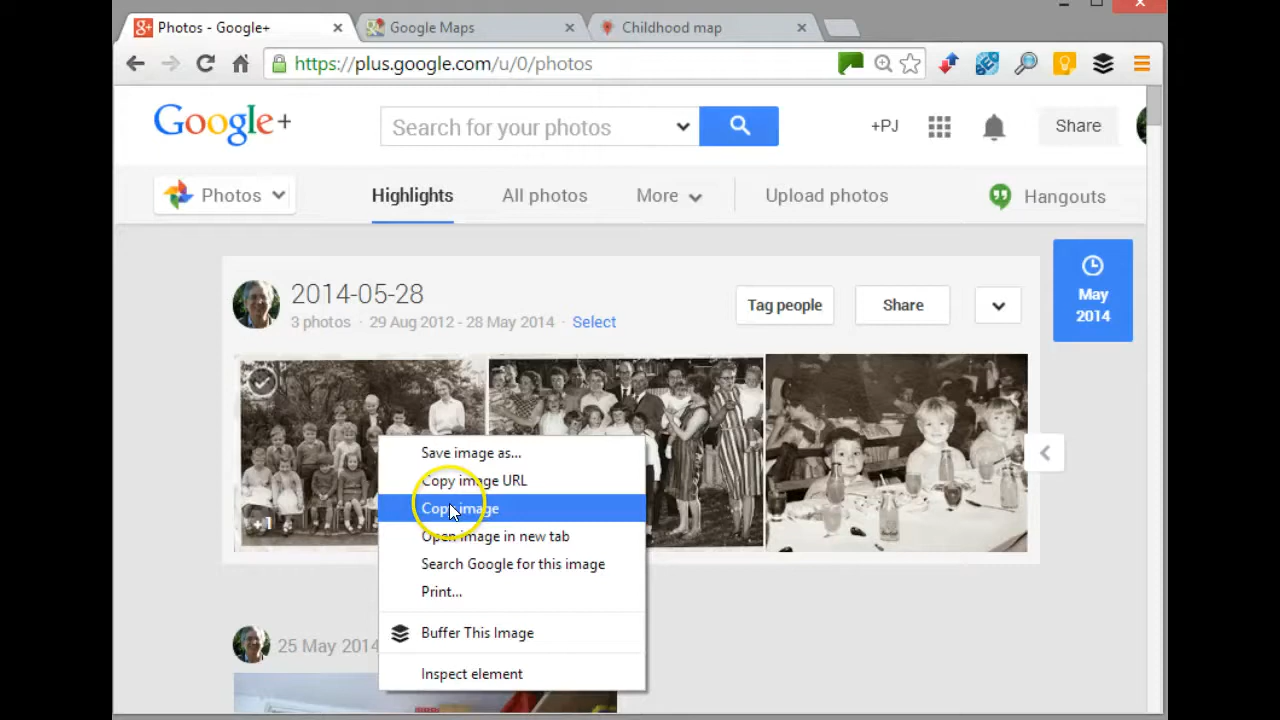 Photos - Google+
Google Maps
Childhood map
https://plus.google.com/u/0/photos
Google+
Search for your photos
+PJ
Share
Photos
Highlights
All photos
More
Upload photos
Hangouts
2014-05-28
3 photos · 29 Aug 2012 - 28 May 2014 · Select
Tag people
Share
May
2014
+1
Save image as...
Copy image URL
Copy image
Open image in new tab
Search Google for this image
Print...
Buffer This Image
Inspect element
25 May 2014